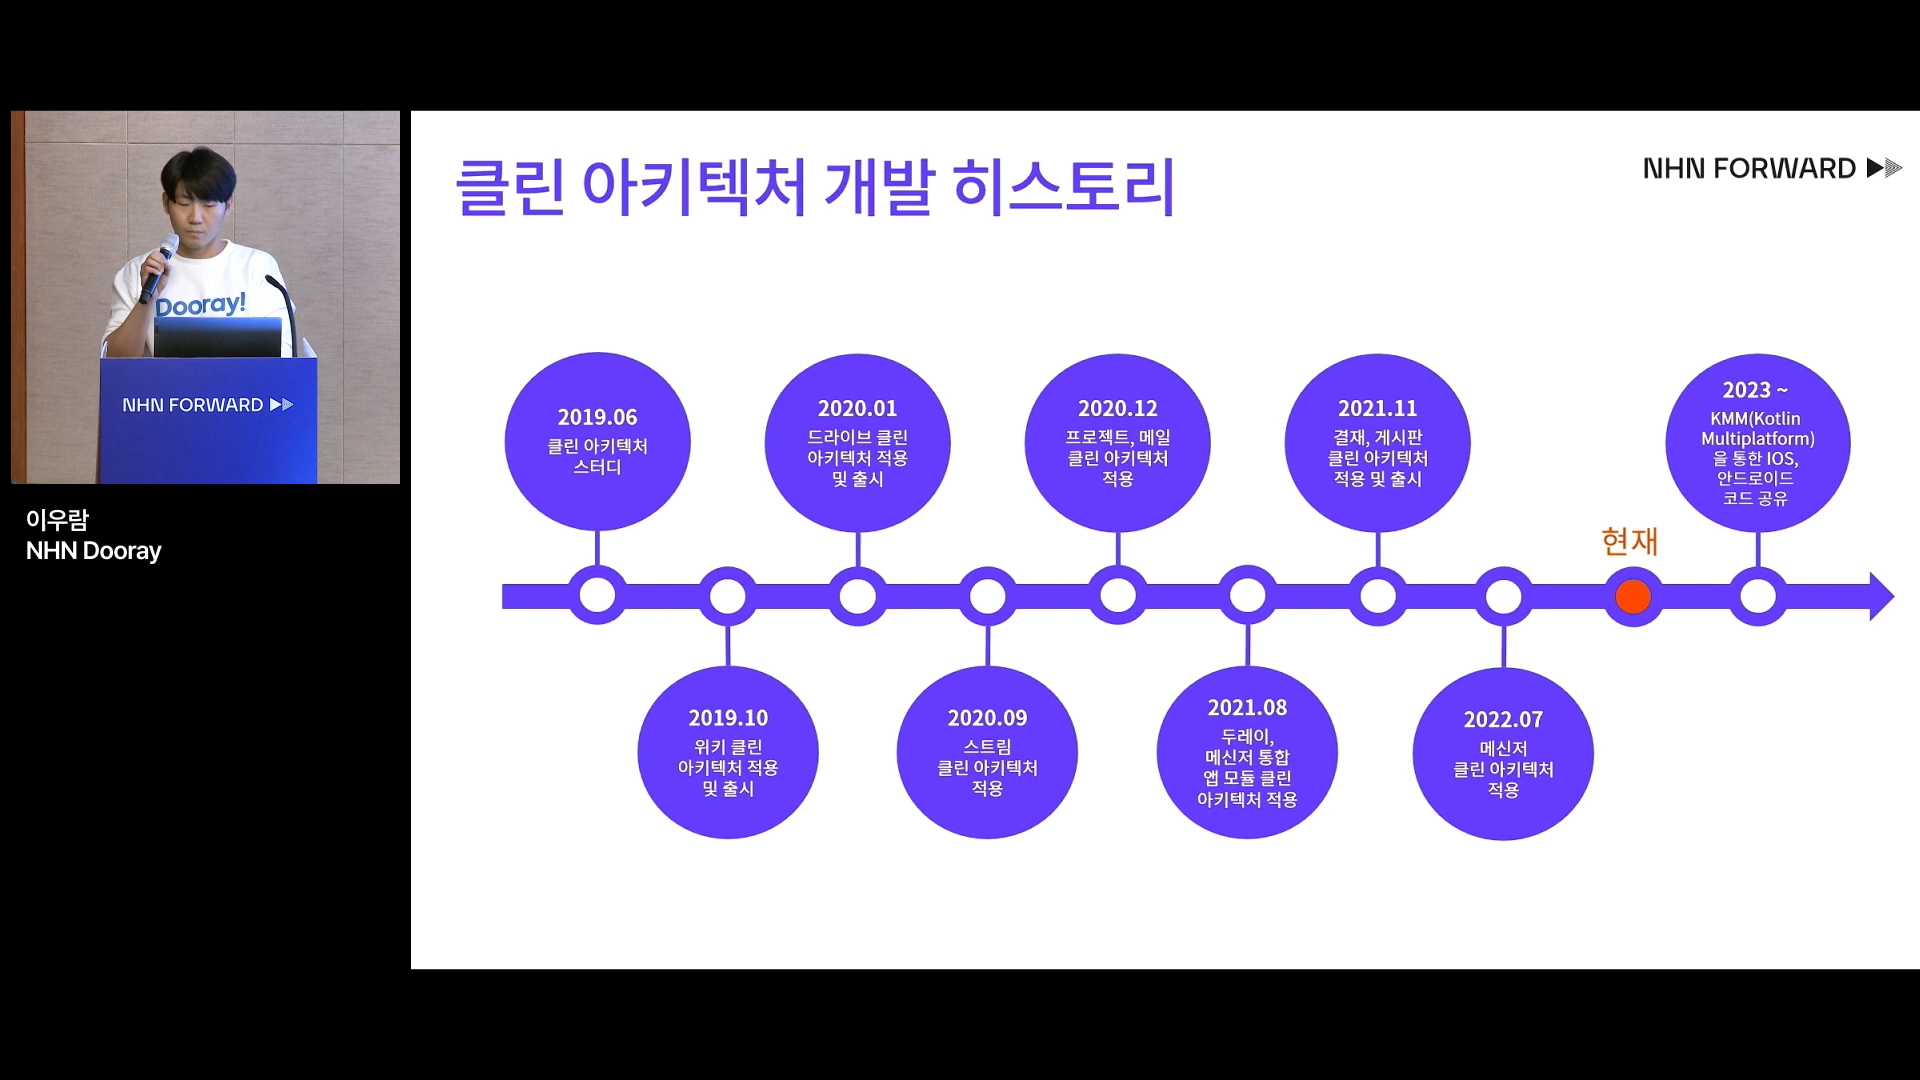 Dooray!
NHN FORWARD
이우람
NHN Dooray
클린 아키텍처 개발 히스토리
NHN FORWARD
2019.06
클린 아키텍처
스터디
2019.10
위키 클린
아키텍처 적용
및 출시
2020.01
드라이브 클린
아키텍처 적용
및 출시
2020.09
스트림
클린 아키텍처
적용
2020.12
프로젝트, 메일
클린 아키텍처
적용
2021.08
두레이,
메신저 통합
앱 모듈 클린
아키텍처 적용
2021.11
결재, 게시판
클린 아키텍처
적용 및 출시
2022.07
메신저
클린 아키텍처
적용
현재
2023 ~
KMM(Kotlin
Multiplatform)
을 통한 IOS,
안드로이드
코드 공유